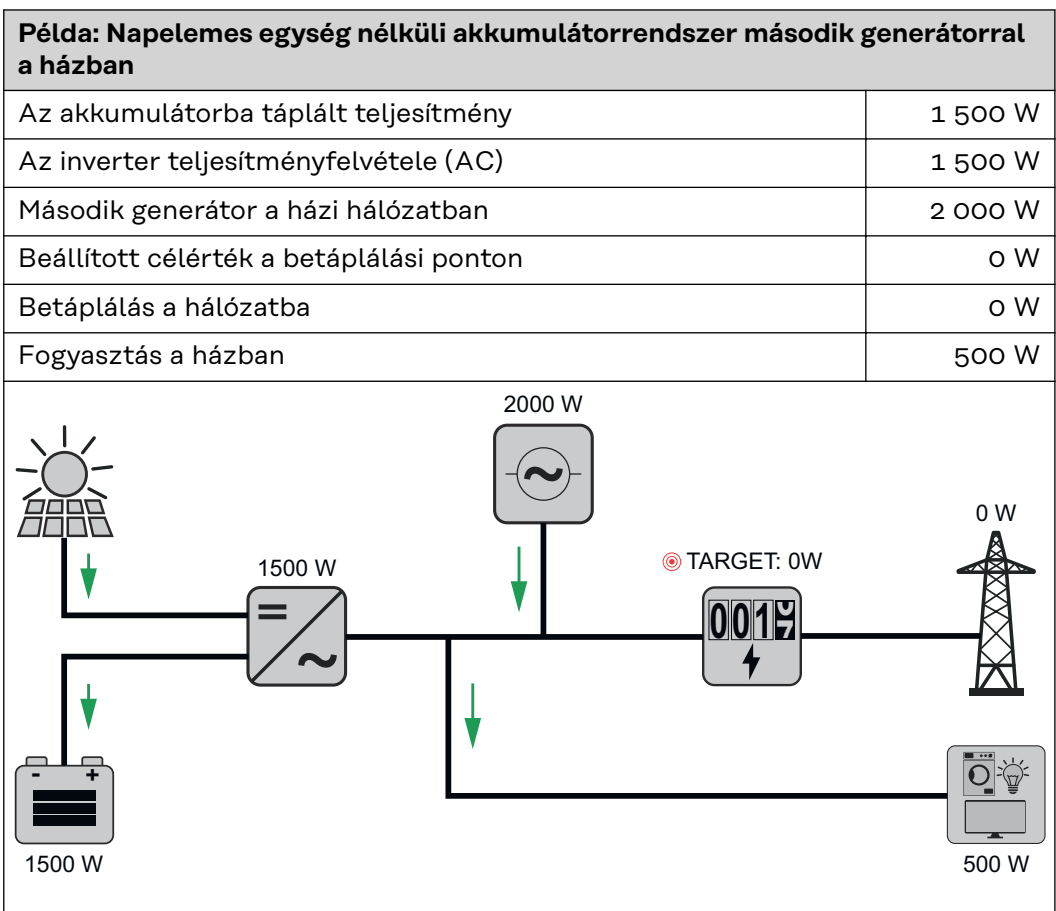 Példa: Napelemes egység nélküli akkumulátorrendszer második generátorral
a házban
Az akkumulátorba táplált teljesítmény 1 500 W
Az inverter teljesítményfelvétele (AC) 1 500 W
Második generátor a házi hálózatban 2 000 W
Beállított célérték a betáplálási ponton 0 W
Betáplálás a hálózatba 0 W
Fogyasztás a házban 500 W
2000 W
0 W
1500 W
TARGET: 0W
001
- +
1500 W
500 W